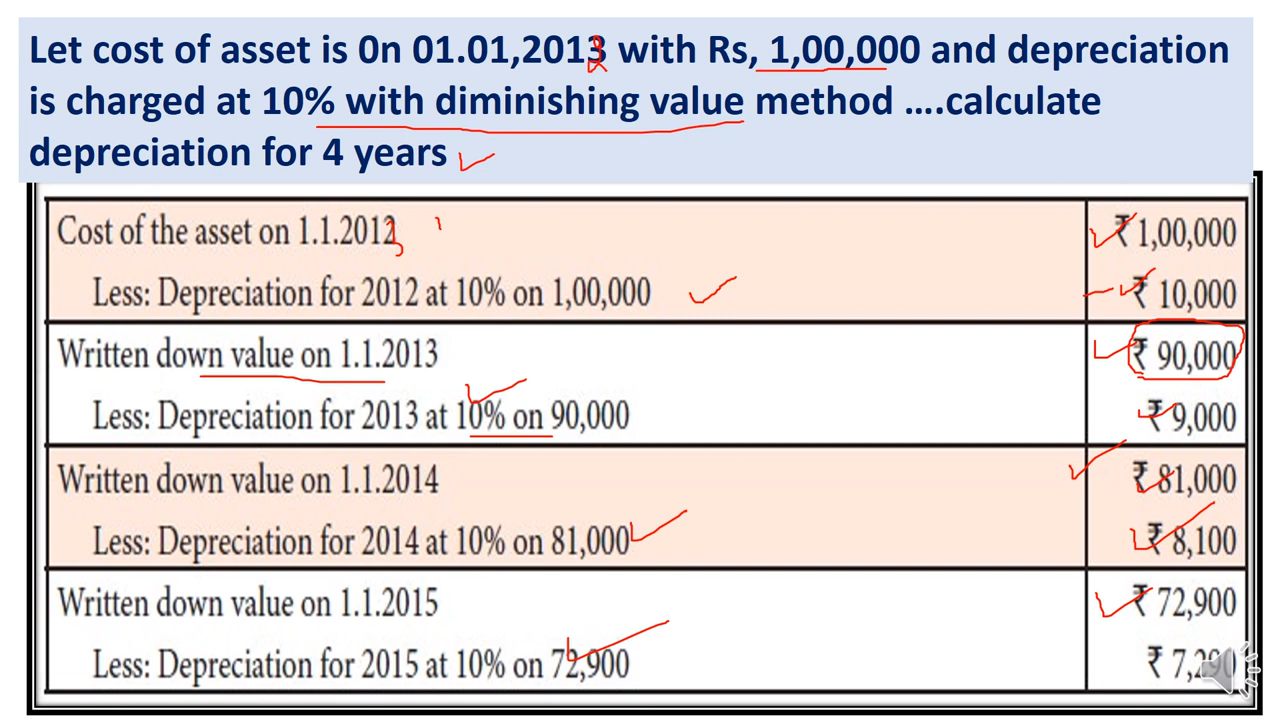 Let cost of asset is 0n 01.01,2013 with Rs, 1,00,000 and depreciation
is charged at 10% with diminishing value method ....calculate
depreciation for 4 years
Cost of the asset on 1.1.2012 ₹ 1,00,000
Less: Depreciation for 2012 at 10% on 1,00,000 ₹ 10,000
Written down value on 1.1.2013 ₹ 90,000
Less: Depreciation for 2013 at 10% on 90,000 ₹ 9,000
Written down value on 1.1.2014 ₹ 81,000
Less: Depreciation for 2014 at 10% on 81,000 ₹ 8,100
Written down value on 1.1.2015 ₹ 72,900
Less: Depreciation for 2015 at 10% on 72,900 ₹ 7,290